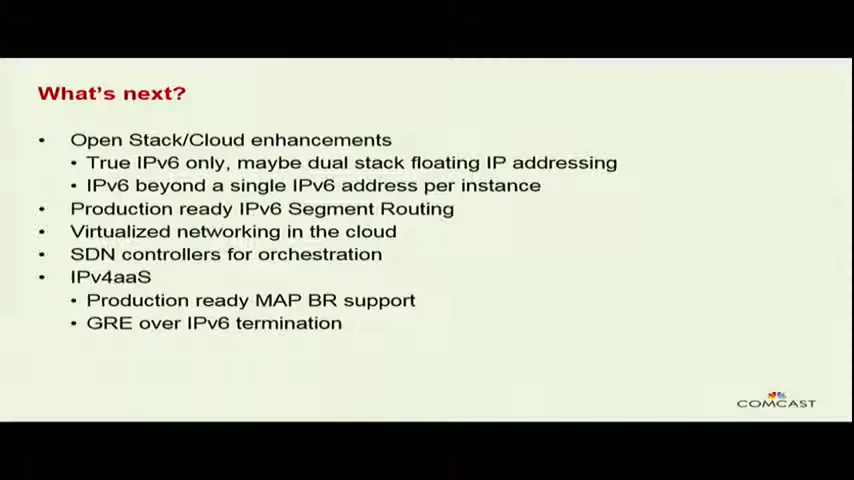 What's next?
• Open Stack/Cloud enhancements
• True IPv6 only, maybe dual stack floating IP addressing
• IPv6 beyond a single IPv6 address per instance
• Production ready IPv6 Segment Routing
• Virtualized networking in the cloud
• SDN controllers for orchestration
• IPv4aaS
• Production ready MAP BR support
• GRE over IPv6 termination
COMCAST